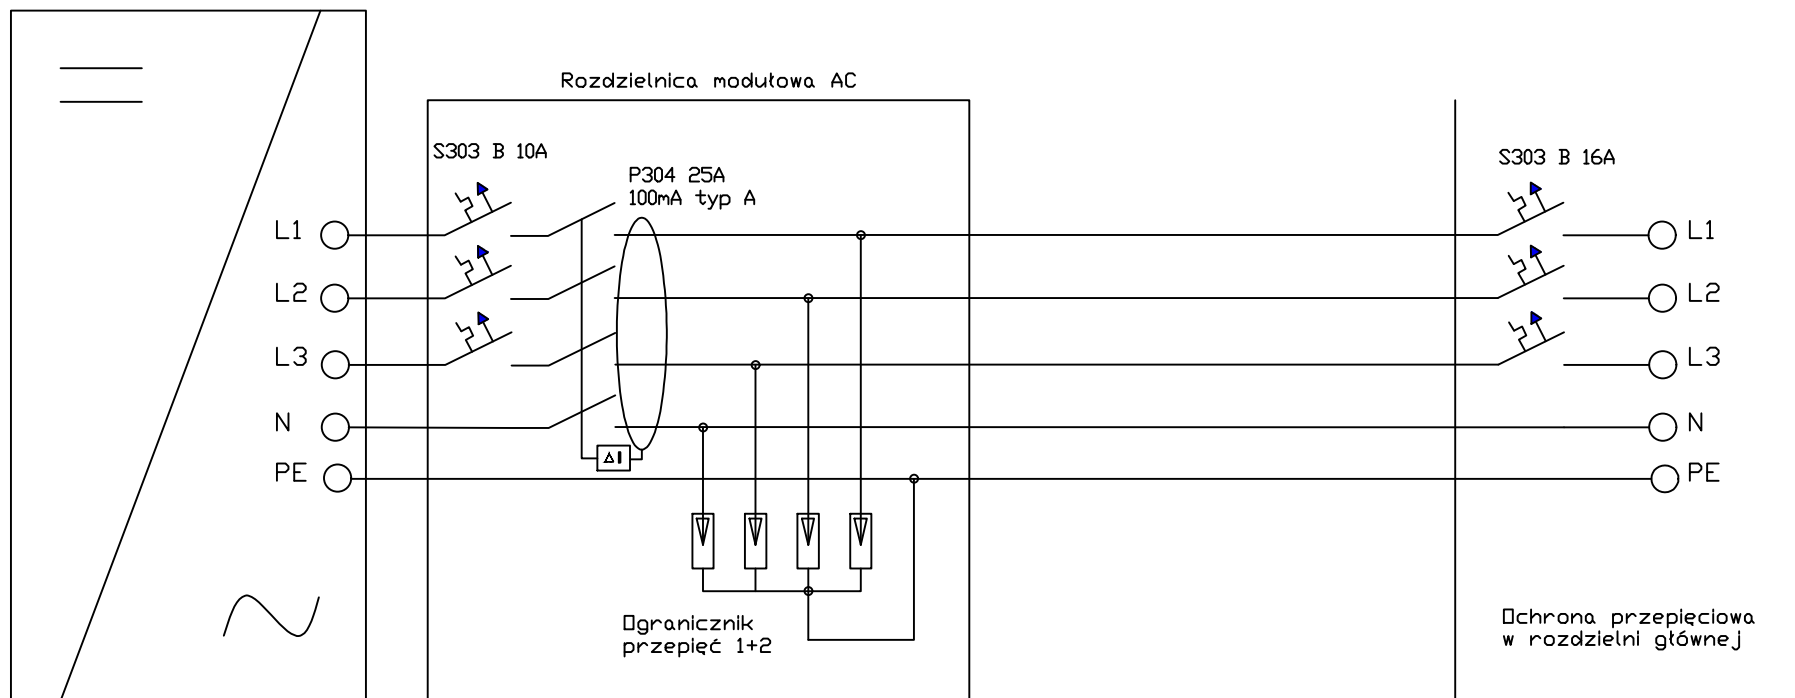 Rozdzielnica modułowa AC
S303 B 10A
P304 25A
100mA typ A
S303 B 16A
L1
L2
L3
N
PE
L1
L2
L3
N
PE
ΔI
Ogranicznik
przepięć 1+2
Ochrona przepięciowa
w rozdzielni głównej